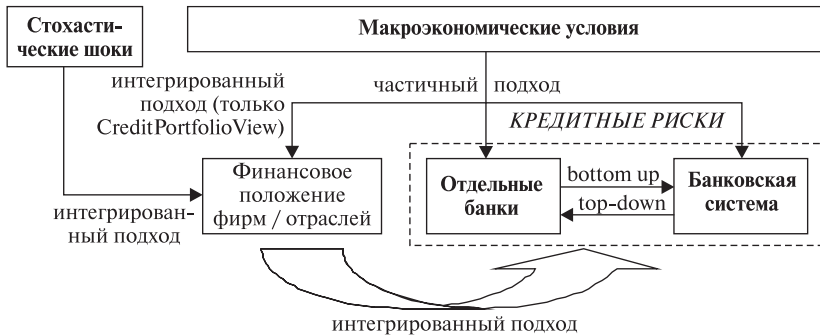 Стохасти-
ческие шоки
Макроэкономические условия
интегрированный
подход (только
CreditPortfolioView)
частичный подход
КРЕДИТНЫЕ РИСКИ
Финансовое
положение
фирм / отраслей
Отдельные
банки
bottom up
top-down
Банковская
система
интегрирован-
ный подход
интегрированный подход